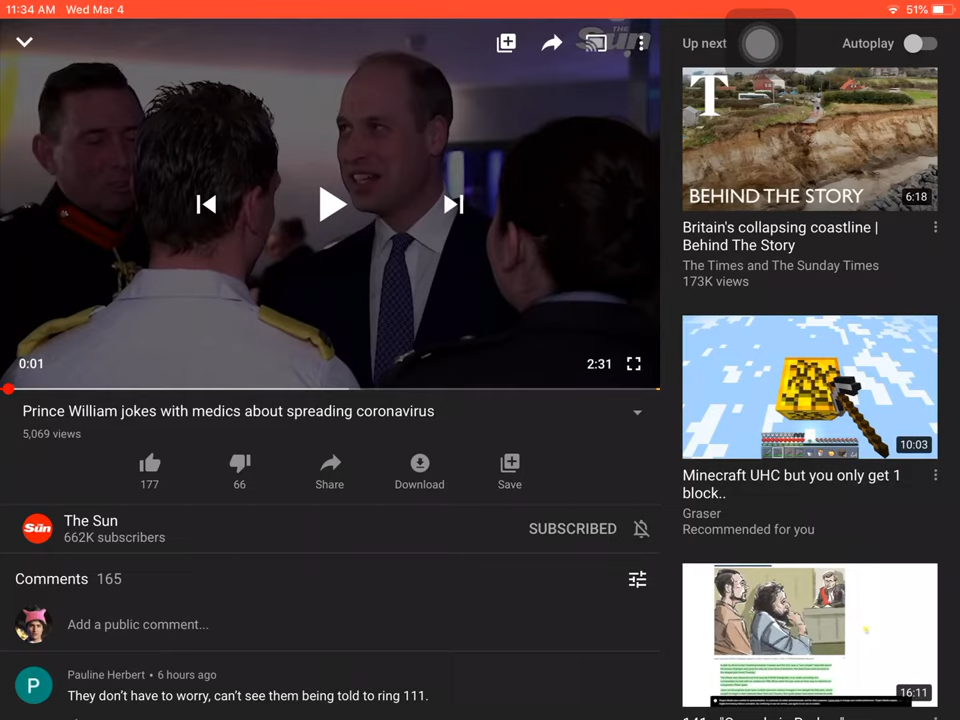 11:34 AM Wed Mar 4
51%
THE
Sun
Up next
Autoplay
T
BEHIND THE STORY
6:18
Britain's collapsing coastline |
Behind The Story
The Times and The Sunday Times
173K views
0:01
2:31
Prince William jokes with medics about spreading coronavirus
5,069 views
177
66
Share
Download
Save
The Sun
The Sun
662K subscribers
SUBSCRIBED
10:03
Minecraft UHC but you only get 1
block..
Graser
Recommended for you
Comments 165
Add a public comment...
P
Pauline Herbert • 6 hours ago
They don't have to worry, can't see them being told to ring 111.
16:11